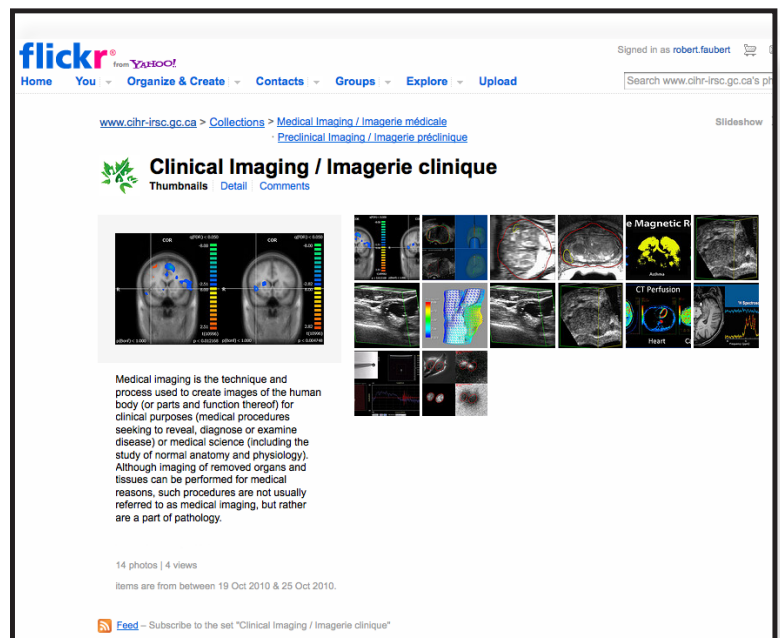 flickr® from YAHOO!
Signed in as robert.faubert
Home You Organize & Create Contacts Groups Explore Upload
Search www.cihr-irsc.gc.ca's ph
www.cihr-irsc.gc.ca > Collections > Medical Imaging / Imagerie médicale
· Preclinical Imaging / Imagerie préclinique
Slideshow
Clinical Imaging / Imagerie clinique
Thumbnails Detail Comments
COR
COR
R
R
e Magnetic R
Asthma
CT Perfusion
Heart Ca
Medical imaging is the technique and
process used to create images of the human
body (or parts and function thereof) for
clinical purposes (medical procedures
seeking to reveal, diagnose or examine
disease) or medical science (including the
study of normal anatomy and physiology).
Although imaging of removed organs and
tissues can be performed for medical
reasons, such procedures are not usually
referred to as medical imaging, but rather
are a part of pathology.
14 photos | 4 views
items are from between 19 Oct 2010 & 25 Oct 2010.
Feed – Subscribe to the set "Clinical Imaging / Imagerie clinique"